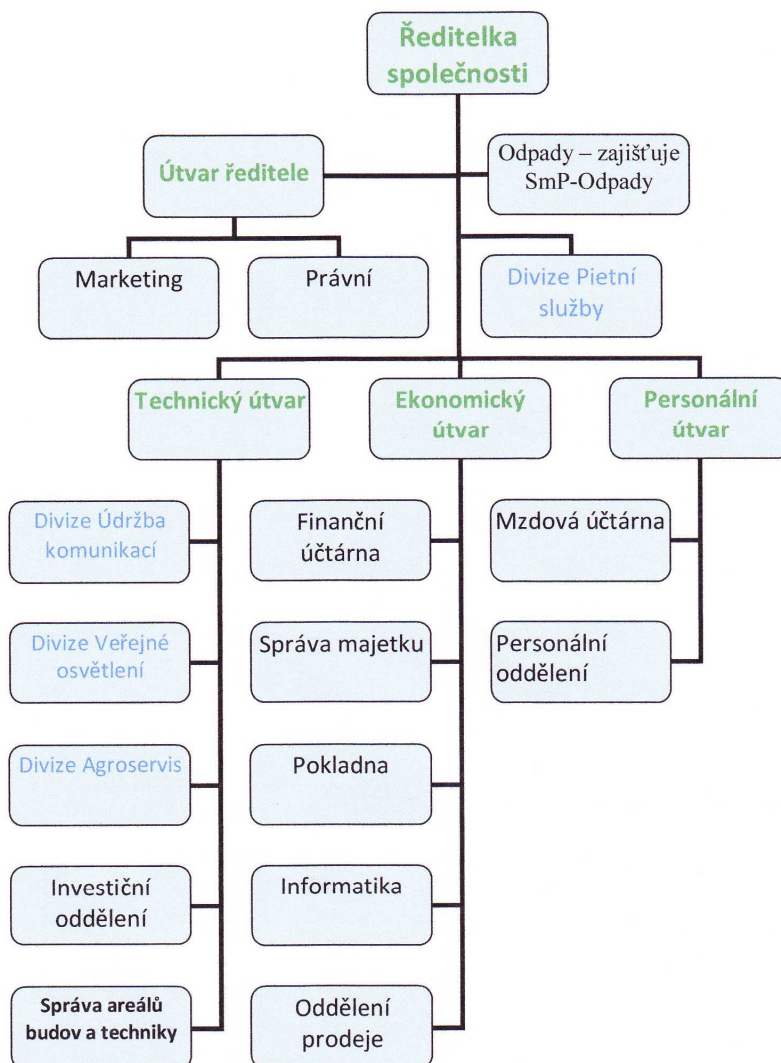 Ředitelka
společnosti
Útvar ředitele
Odpady – zajišťuje
SmP-Odpady
Marketing
Právní
Divize Pietní
služby
Technický útvar
Ekonomický
útvar
Personální
útvar
Divize Údržba
komunikací
Finanční
účtárna
Mzdová účtárna
Divize Veřejné
osvětlení
Správa majetku
Personální
oddělení
Divize Agroservis
Pokladna
Investiční
oddělení
Informatika
Správa areálů
budov a techniky
Oddělení
prodeje